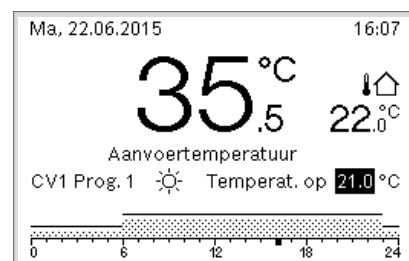 Ma, 22.06.2015 16:07
35.5 °C
22.0 °C
Aanvoertemperatuur
CV1 Prog. 1 Temperat. op 21.0 °C
0 6 12 18 24